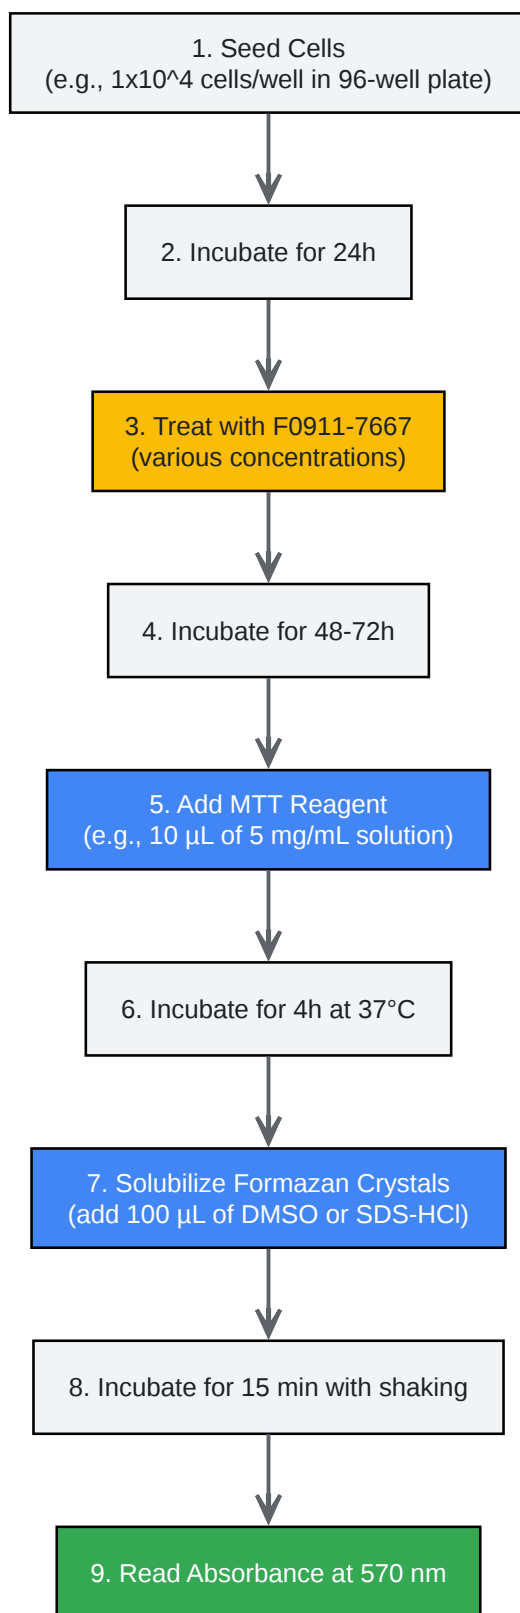 1. Seed Cells
(e.g., 1x10^4 cells/well in 96-well plate)
2. Incubate for 24h
3. Treat with F0911-7667
(various concentrations)
4. Incubate for 48-72h
5. Add MTT Reagent
(e.g., 10 µL of 5 mg/mL solution)
6. Incubate for 4h at 37°C
7. Solubilize Formazan Crystals
(add 100 µL of DMSO or SDS-HCl)
8. Incubate for 15 min with shaking
9. Read Absorbance at 570 nm